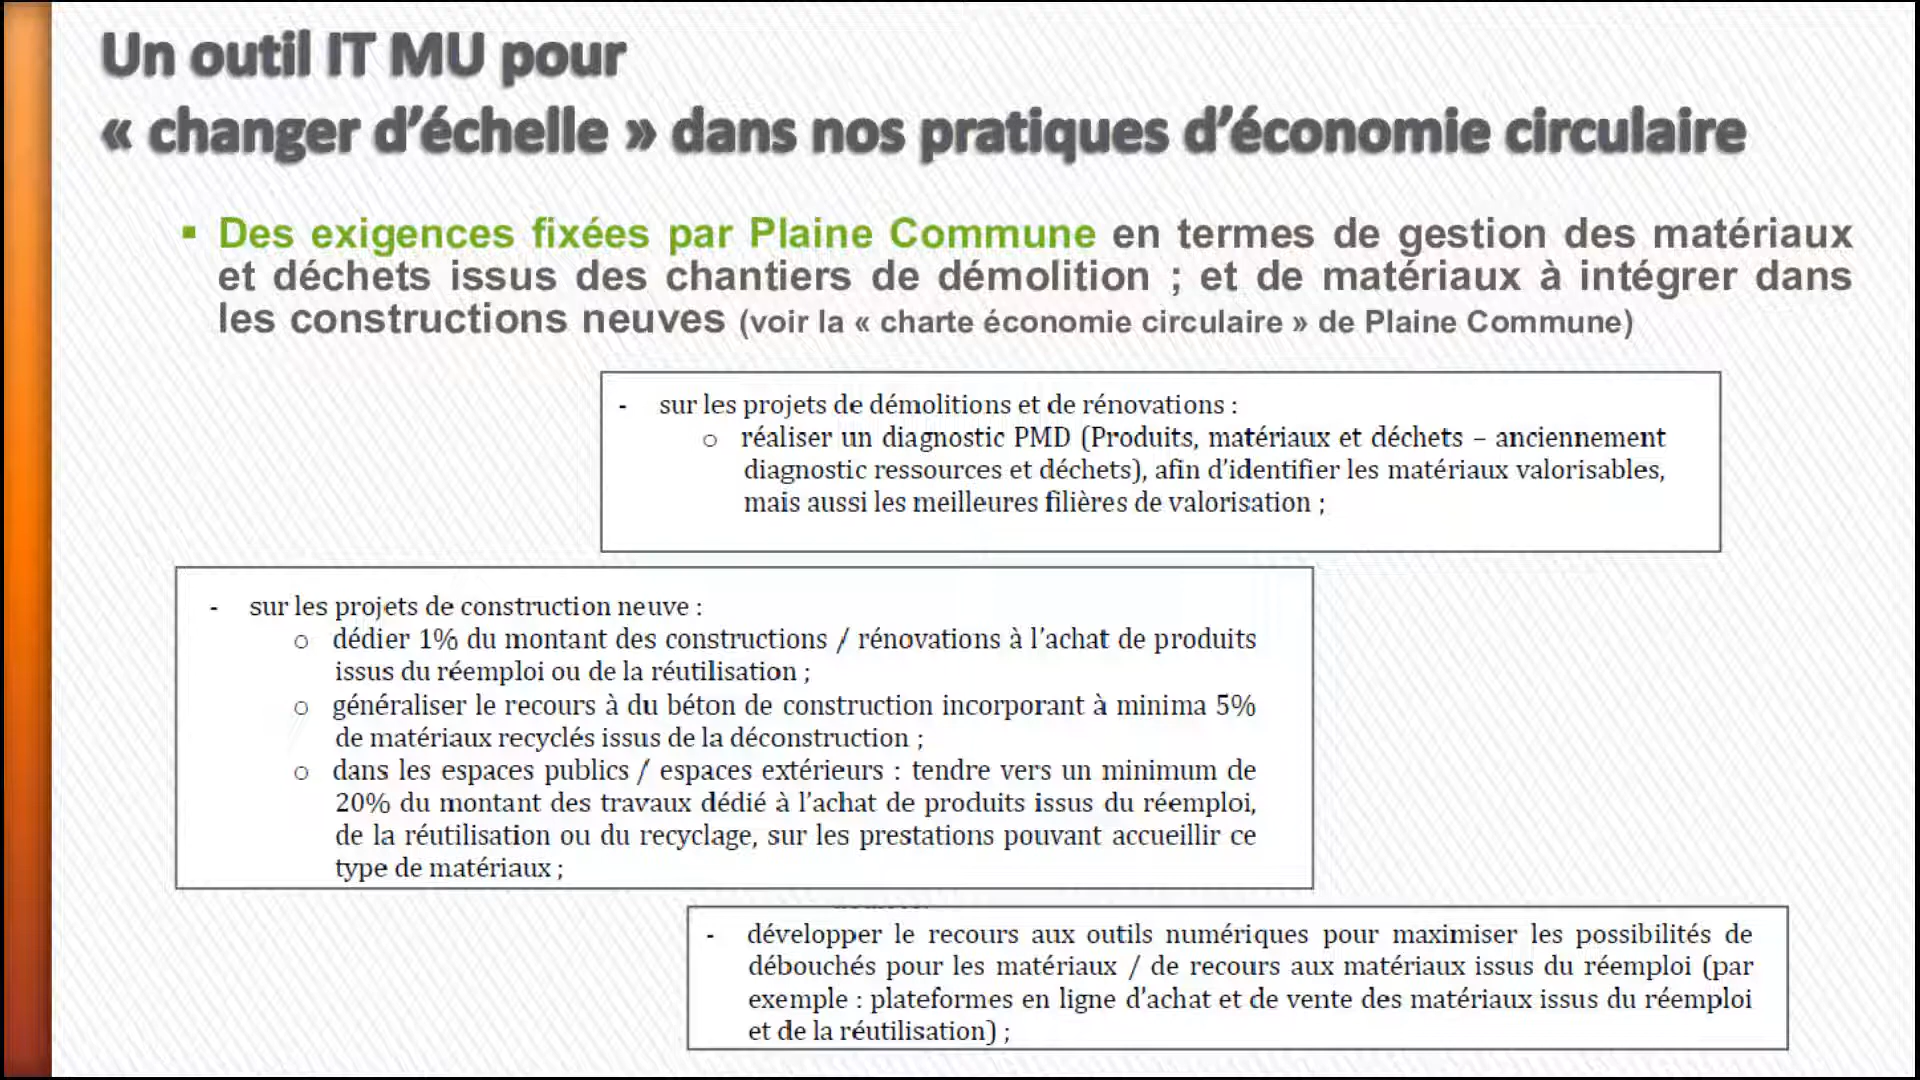 Un outil IT MU pour
« changer d'échelle » dans nos pratiques d'économie circulaire
▪ Des exigences fixées par Plaine Commune en termes de gestion des matériaux
et déchets issus des chantiers de démolition ; et de matériaux à intégrer dans
les constructions neuves (voir la « charte économie circulaire » de Plaine Commune)
- sur les projets de démolitions et de rénovations :
o réaliser un diagnostic PMD (Produits, matériaux et déchets – anciennement
diagnostic ressources et déchets), afin d'identifier les matériaux valorisables,
mais aussi les meilleures filières de valorisation ;
- sur les projets de construction neuve :
o dédier 1% du montant des constructions / rénovations à l'achat de produits
issus du réemploi ou de la réutilisation ;
o généraliser le recours à du béton de construction incorporant à minima 5%
de matériaux recyclés issus de la déconstruction ;
o dans les espaces publics / espaces extérieurs : tendre vers un minimum de
20% du montant des travaux dédié à l'achat de produits issus du réemploi,
de la réutilisation ou du recyclage, sur les prestations pouvant accueillir ce
type de matériaux ;
- développer le recours aux outils numériques pour maximiser les possibilités de
débouchés pour les matériaux / de recours aux matériaux issus du réemploi (par
exemple : plateformes en ligne d'achat et de vente des matériaux issus du réemploi
et de la réutilisation) ;